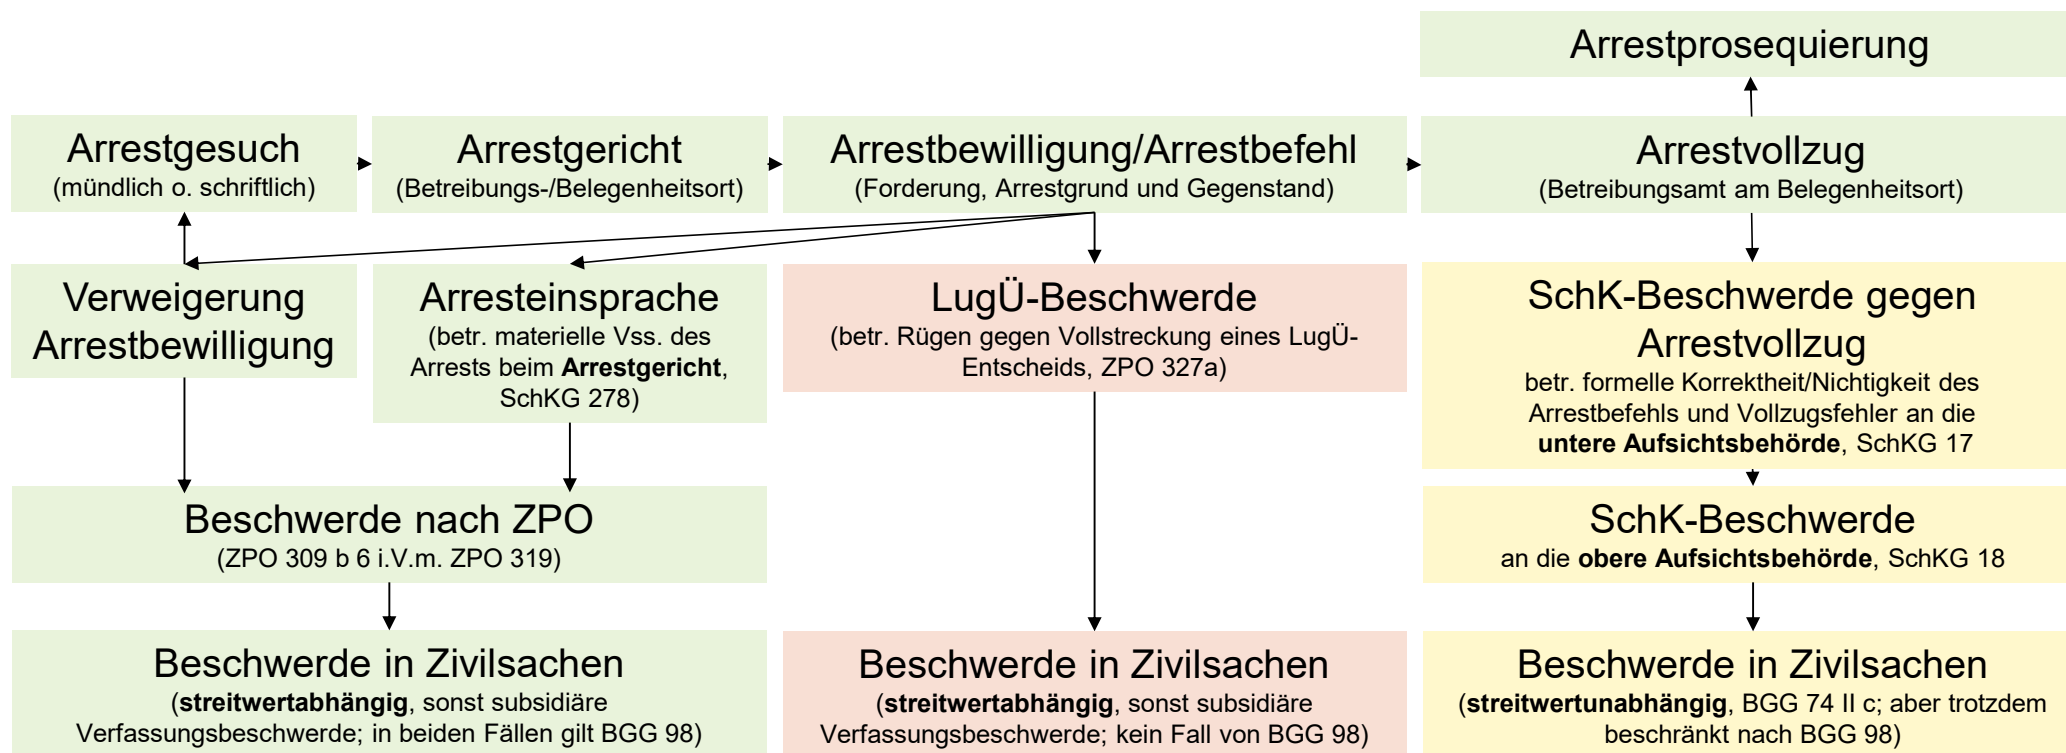 Arrestprosequierung
Arrestgesuch
(mündlich o. schriftlich)
Arrestgericht
(Betreibungs-/Belegenheitsort)
Arrestbewilligung/Arrestbefehl
(Forderung, Arrestgrund und Gegenstand)
Arrestvollzug
(Betreibungsamt am Belegenheitsort)
Verweigerung
Arrestbewilligung
Arresteinsprache
(betr. materielle Vss. des
Arrests beim Arrestgericht,
SchKG 278)
LugÜ-Beschwerde
(betr. Rügen gegen Vollstreckung eines LugÜ-
Entscheids, ZPO 327a)
SchK-Beschwerde gegen
Arrestvollzug
betr. formelle Korrektheit/Nichtigkeit des
Arrestbefehls und Vollzugsfehler an die
untere Aufsichtsbehörde, SchKG 17
Beschwerde nach ZPO
(ZPO 309 b 6 i.V.m. ZPO 319)
SchK-Beschwerde
an die obere Aufsichtsbehörde, SchKG 18
Beschwerde in Zivilsachen
(streitwertabhängig, sonst subsidiäre
Verfassungsbeschwerde; in beiden Fällen gilt BGG 98)
Beschwerde in Zivilsachen
(streitwertabhängig, sonst subsidiäre
Verfassungsbeschwerde; kein Fall von BGG 98)
Beschwerde in Zivilsachen
(streitwertunabhängig, BGG 74 II c; aber trotzdem
beschränkt nach BGG 98)